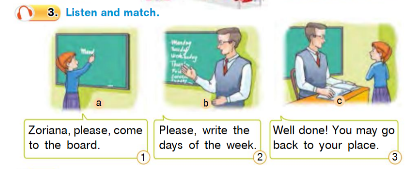 3. Listen and match.
Monday
a
b
c
Zoriana, please, come
to the board.
1
Please, write the
days of the week.
2
Well done! You may go
back to your place.
3